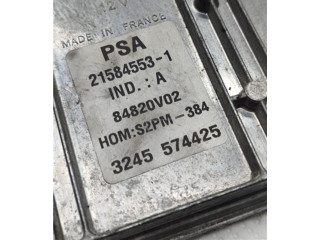 MADE IN FRANCE
PSA
21584553-1
IND. : A
84820V02
HOM:S2PM-384
3245 574425